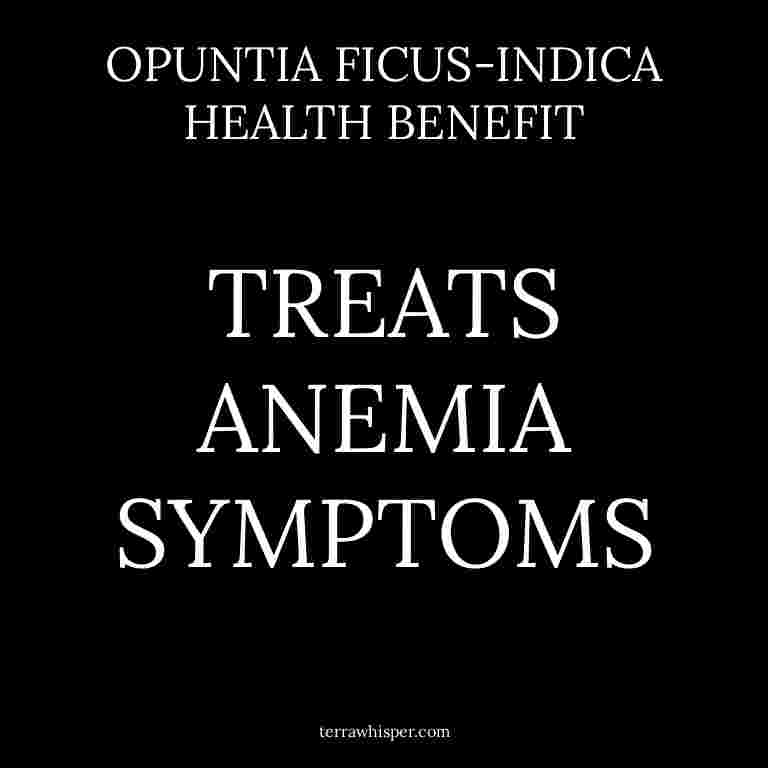 OPUNTIA FICUS-INDICA
HEALTH BENEFIT
TREATS
ANEMIA
SYMPTOMS
terrawhisper.com